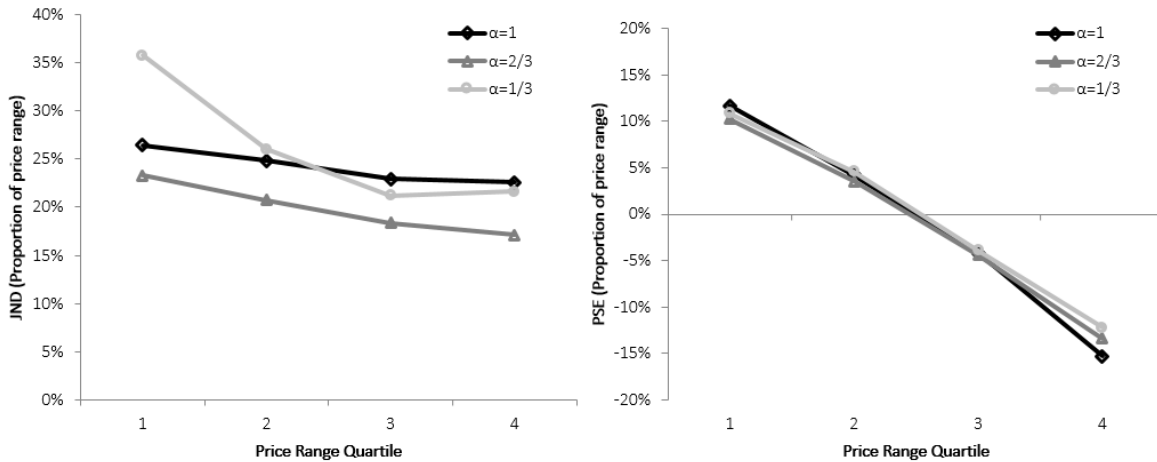 40%
35%
30%
25%
20%
15%
10%
5%
0%
JND (Proportion of price range)
α=1
α=2/3
α=1/3
1 2 3 4
Price Range Quartile
20%
15%
10%
5%
0%
-5%
-10%
-15%
-20%
PSE (Proportion of price range)
α=1
α=2/3
α=1/3
1 2 3 4
Price Range Quartile